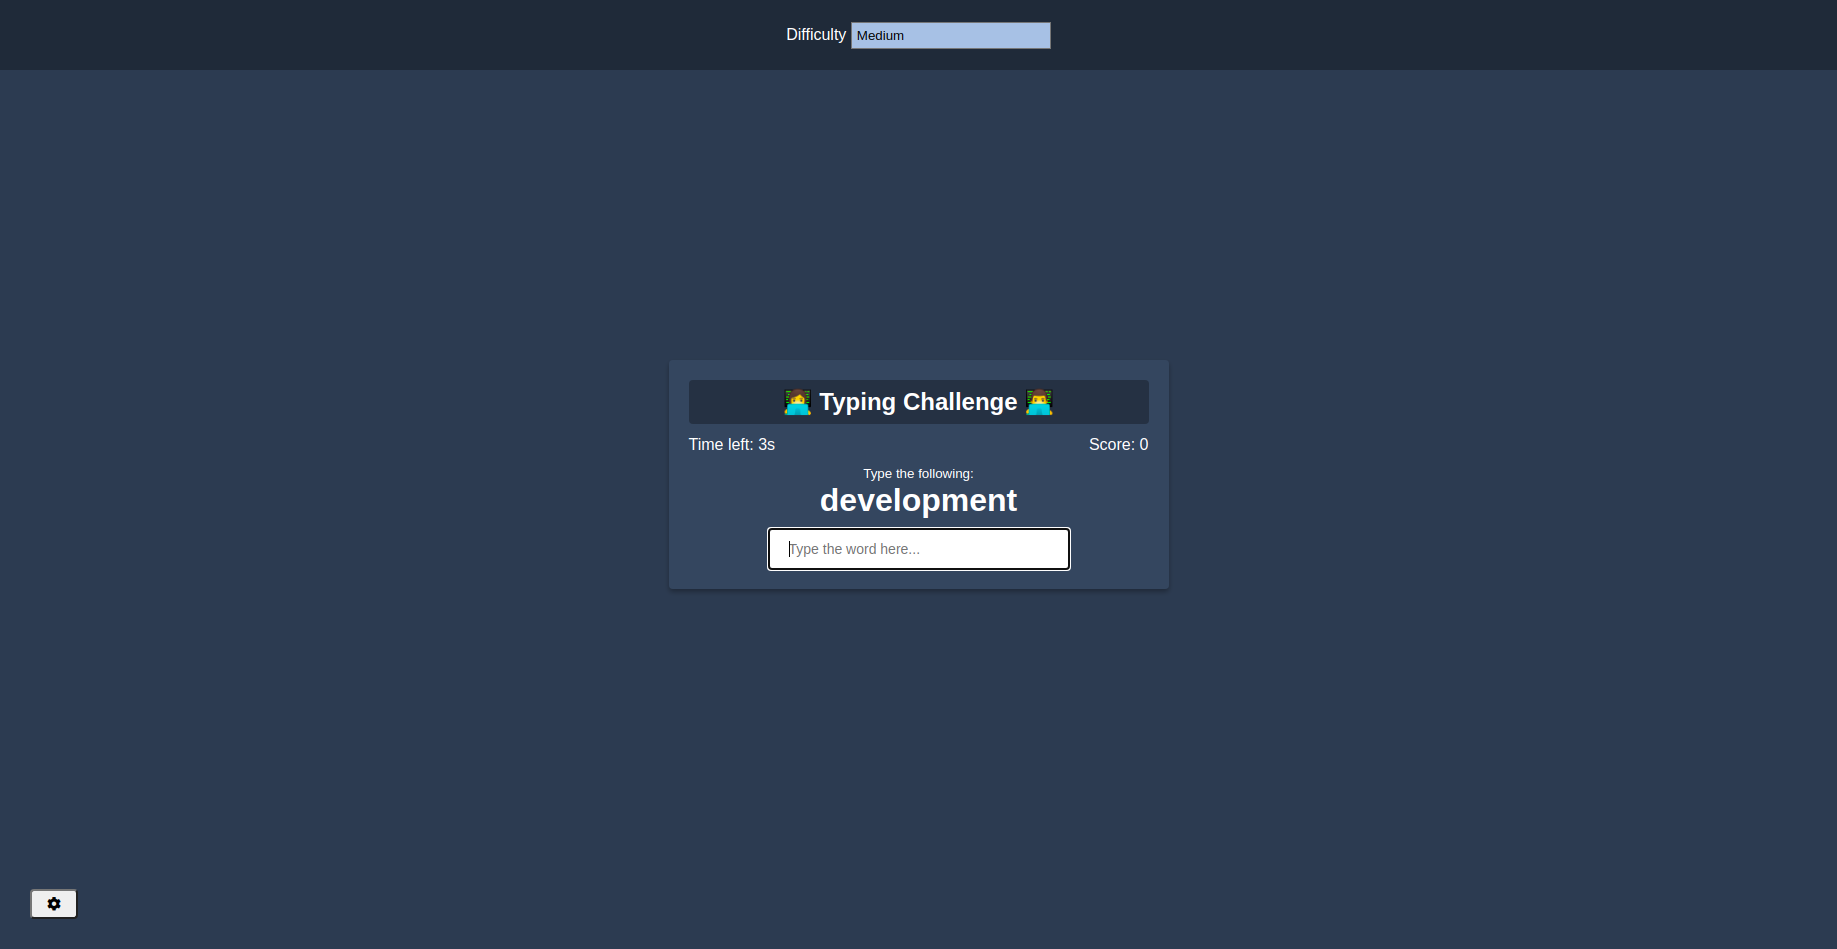 Difficulty Medium
👩‍💻 Typing Challenge 👨‍💻
Time left: 3s Score: 0
Type the following:
development
Type the word here...